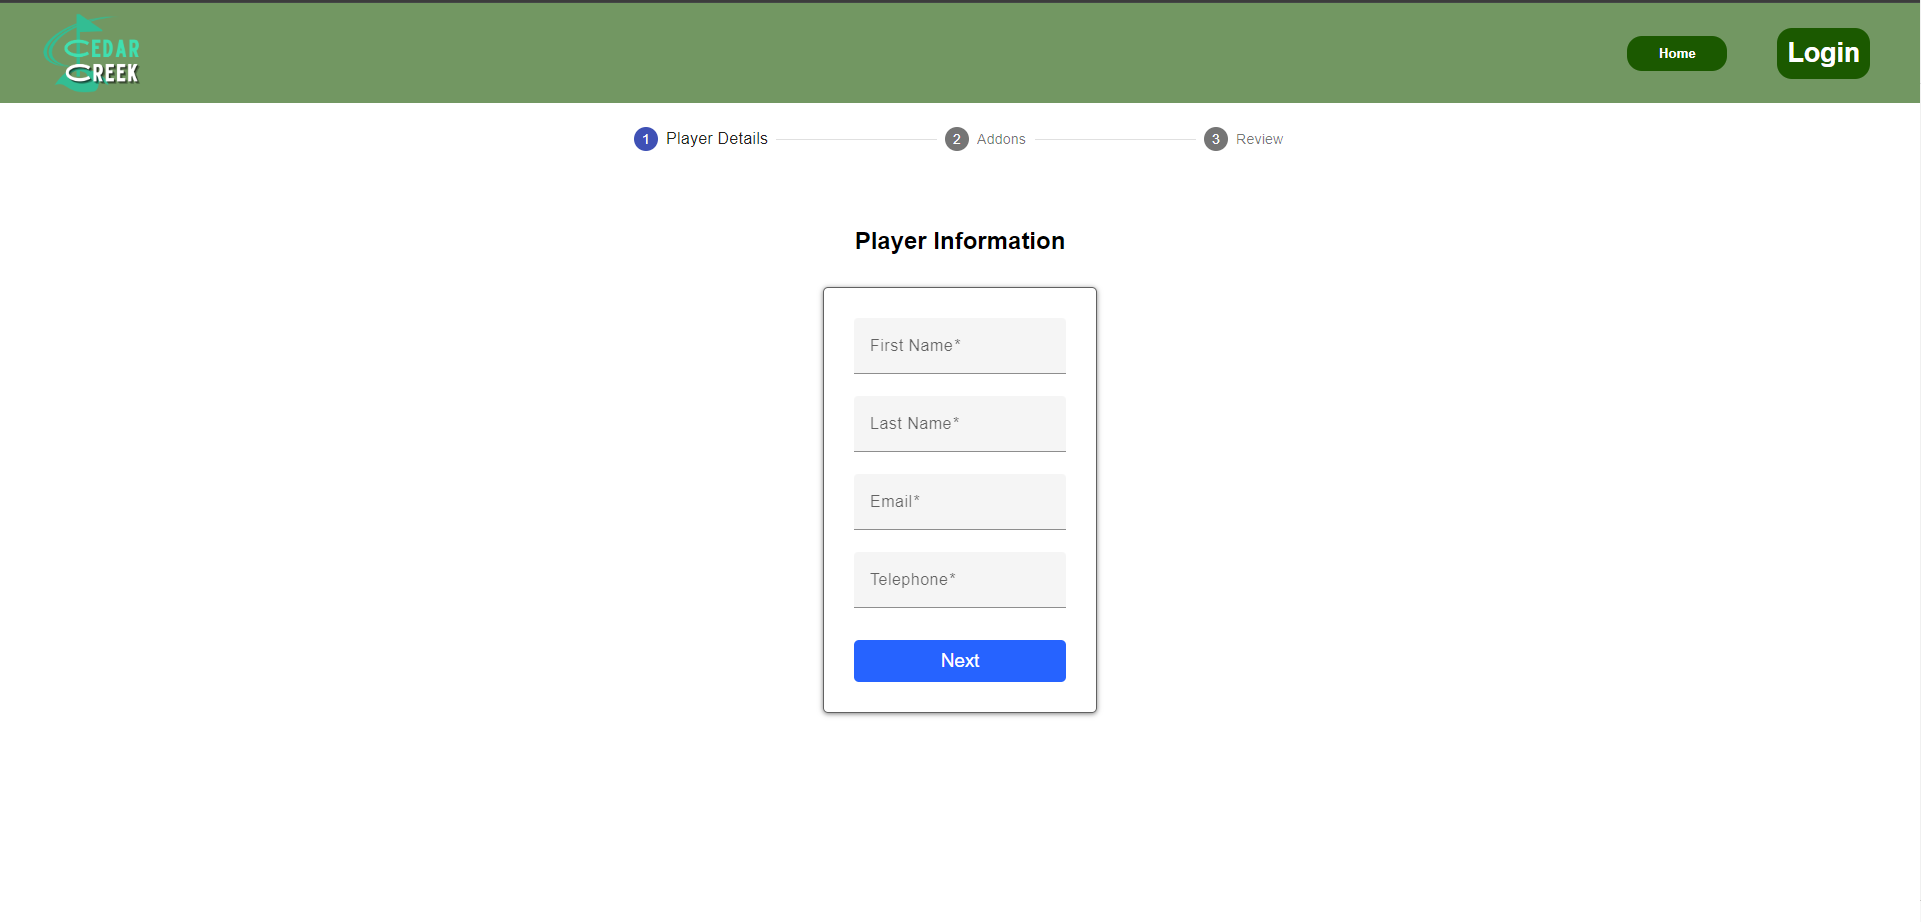 CEDAR
CREEK
Home
Login
1 Player Details
2 Addons
3 Review
Player Information
First Name*
Last Name*
Email*
Telephone*
Next